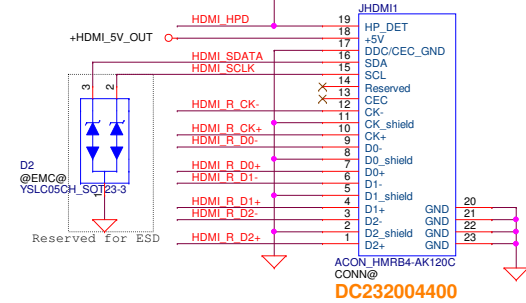 JHDMI1
HDMI_HPD 19 HP_DET
+HDMI_5V_OUT 18 +5V
17 DDC/CEC_GND
HDMI_SDATA 16 SDA
HDMI_SCLK 15 SCL
14 Reserved
13 CEC
HDMI_R_CK- 12 CK-
11 CK_shield
HDMI_R_CK+ 10 CK+
HDMI_R_D0- 9 D0-
8 D0_shield
HDMI_R_D0+ 7 D0+
HDMI_R_D1- 6 D1-
5 D1_shield
HDMI_R_D1+ 4 D1+ GND 20
HDMI_R_D2- 3 D2- GND 21
2 D2_shield GND 22
HDMI_R_D2+ 1 D2+ GND 23
3 2
D2
@EMC@
YSLC05CH_SOT23-3
1
Reserved for ESD
ACON_HMRB4-AK120C
CONN@
DC232004400